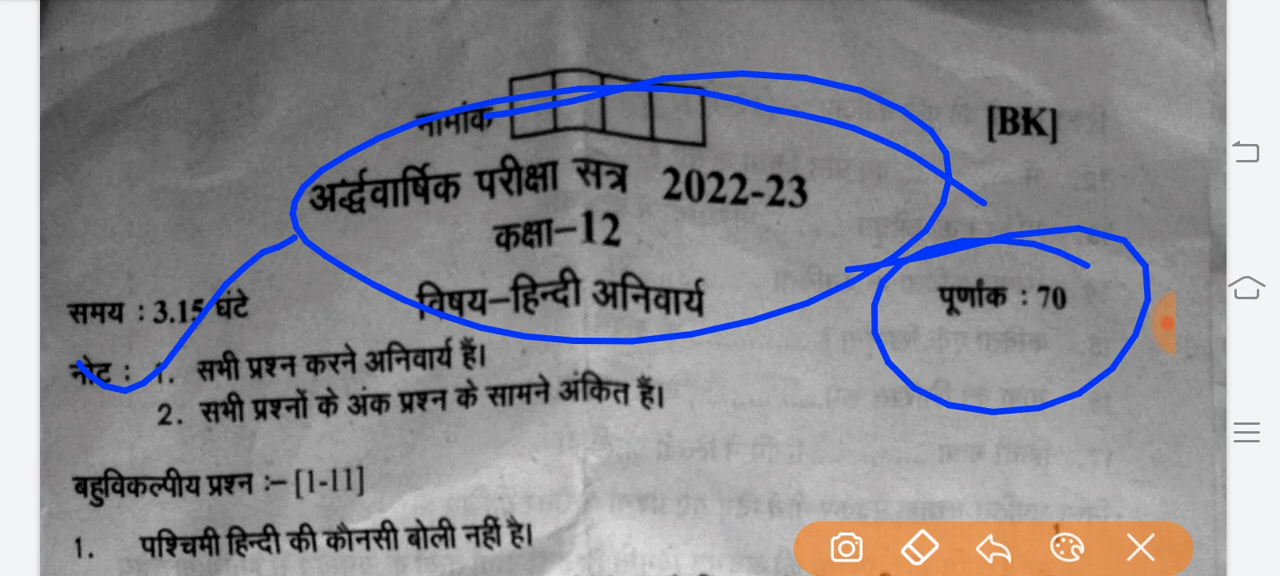 नामांक
[BK]
अर्द्धवार्षिक परीक्षा सत्र 2022-23
कक्षा-12
समय : 3.15 घंटे
विषय-हिन्दी अनिवार्य
पूर्णांक : 70
नोट : 1. सभी प्रश्न करने अनिवार्य हैं।
2. सभी प्रश्नों के अंक प्रश्न के सामने अंकित हैं।
बहुविकल्पीय प्रश्न :- [1-11]
1. पश्चिमी हिन्दी की कौनसी बोली नहीं है।
1